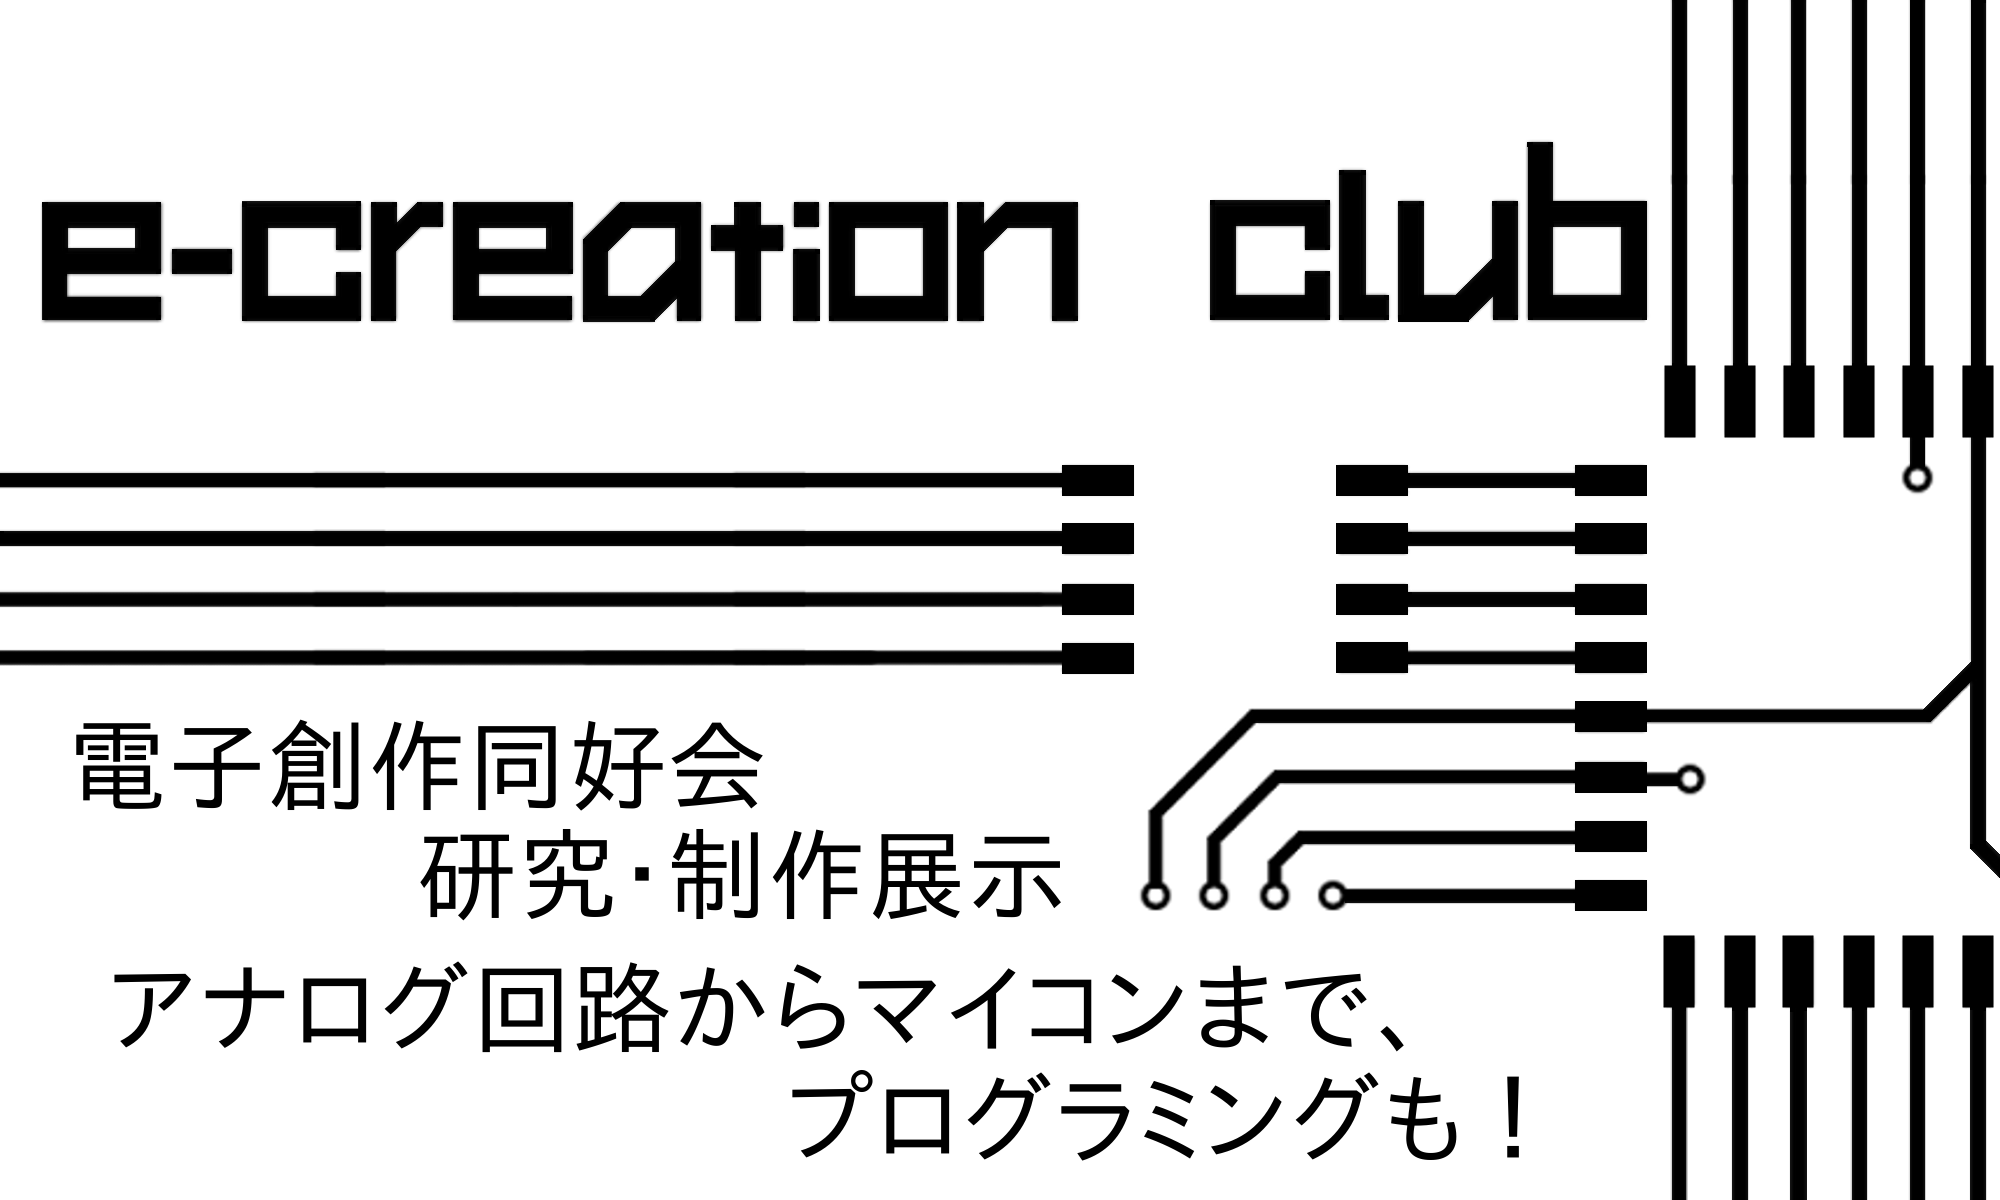 e-creation club
電子創作同好会
研究・制作展示
アナログ回路からマイコンまで、
プログラミングも！